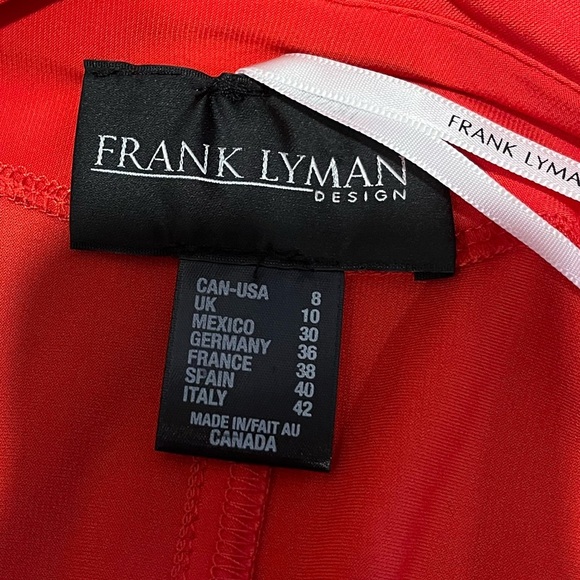 FRANK LYMAN
DESIGN
FRANK LYMA
CAN-USA 8
UK 10
MEXICO 30
GERMANY 36
FRANCE 38
SPAIN 40
ITALY 42
MADE IN/FAIT AU
CANADA